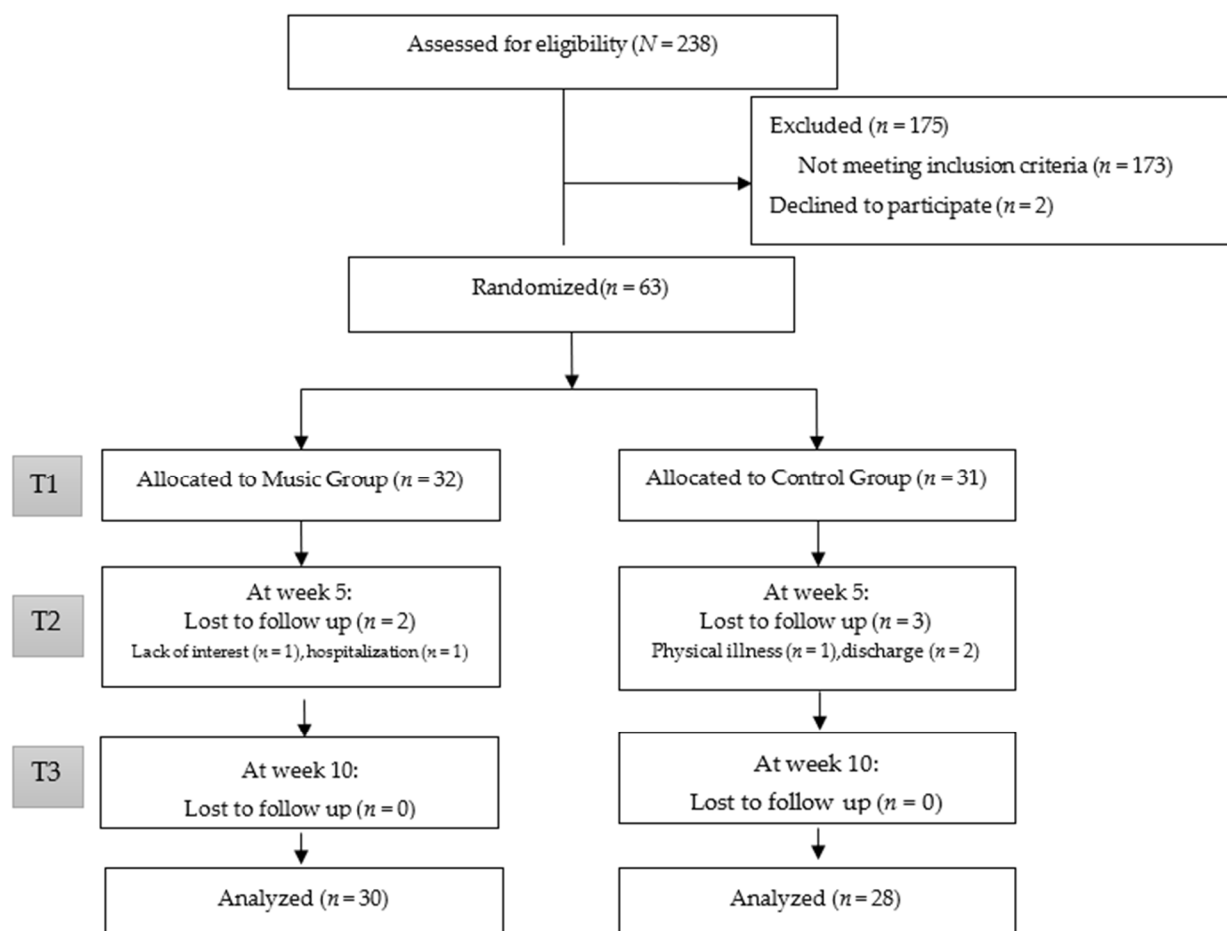 Assessed for eligibility (N = 238)
Excluded (n = 175)
Not meeting inclusion criteria (n = 173)
Declined to participate (n = 2)
Randomized(n = 63)
T1
Allocated to Music Group (n = 32)
Allocated to Control Group (n = 31)
T2
At week 5:
Lost to follow up (n = 2)
Lack of interest (n = 1), hospitalization (n = 1)
At week 5:
Lost to follow up (n = 3)
Physical illness (n = 1),discharge (n = 2)
T3
At week 10:
Lost to follow up (n = 0)
At week 10:
Lost to follow up (n = 0)
Analyzed (n = 30)
Analyzed (n = 28)